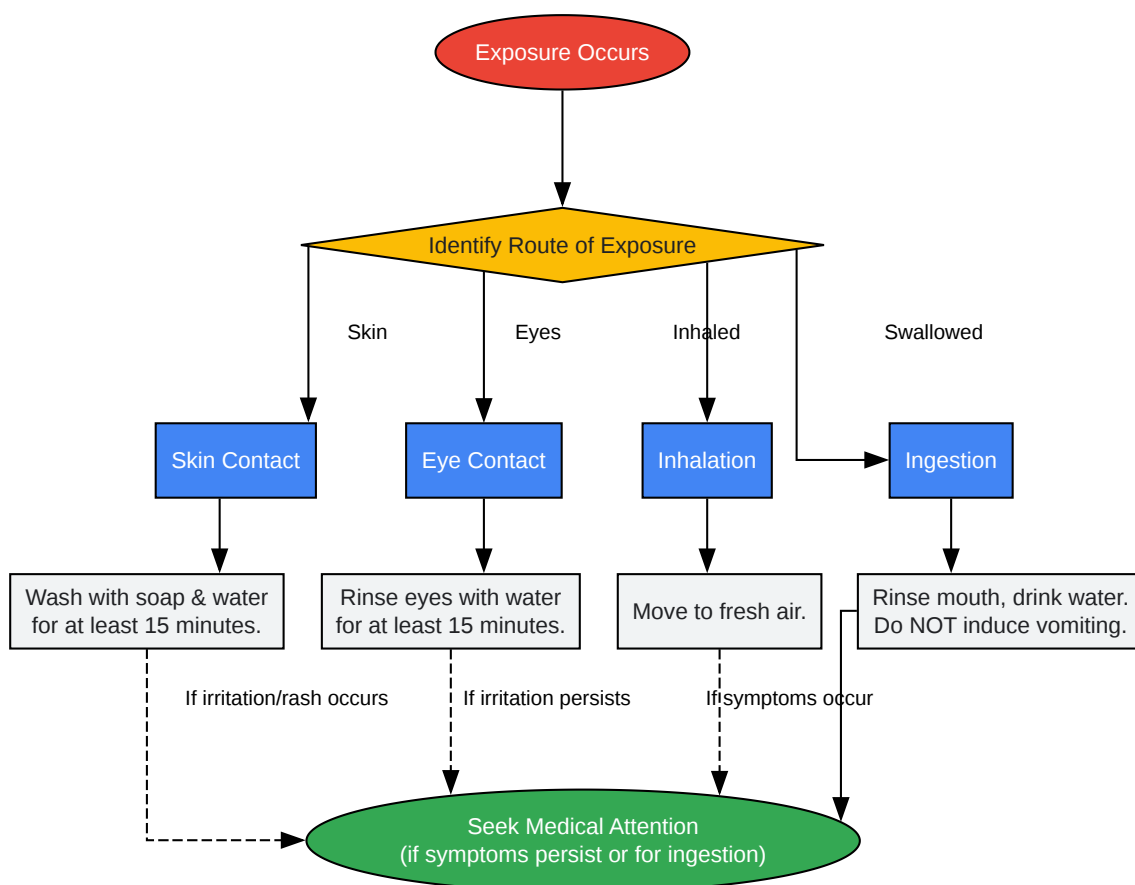 Exposure Occurs
Identify Route of Exposure
Skin
Eyes
Inhaled
Swallowed
Skin Contact
Eye Contact
Inhalation
Ingestion
Wash with soap & water
for at least 15 minutes.
Rinse eyes with water
for at least 15 minutes.
Move to fresh air.
Rinse mouth, drink water.
Do NOT induce vomiting.
If irritation/rash occurs
If irritation persists
If symptoms occur
Seek Medical Attention
(if symptoms persist or for ingestion)